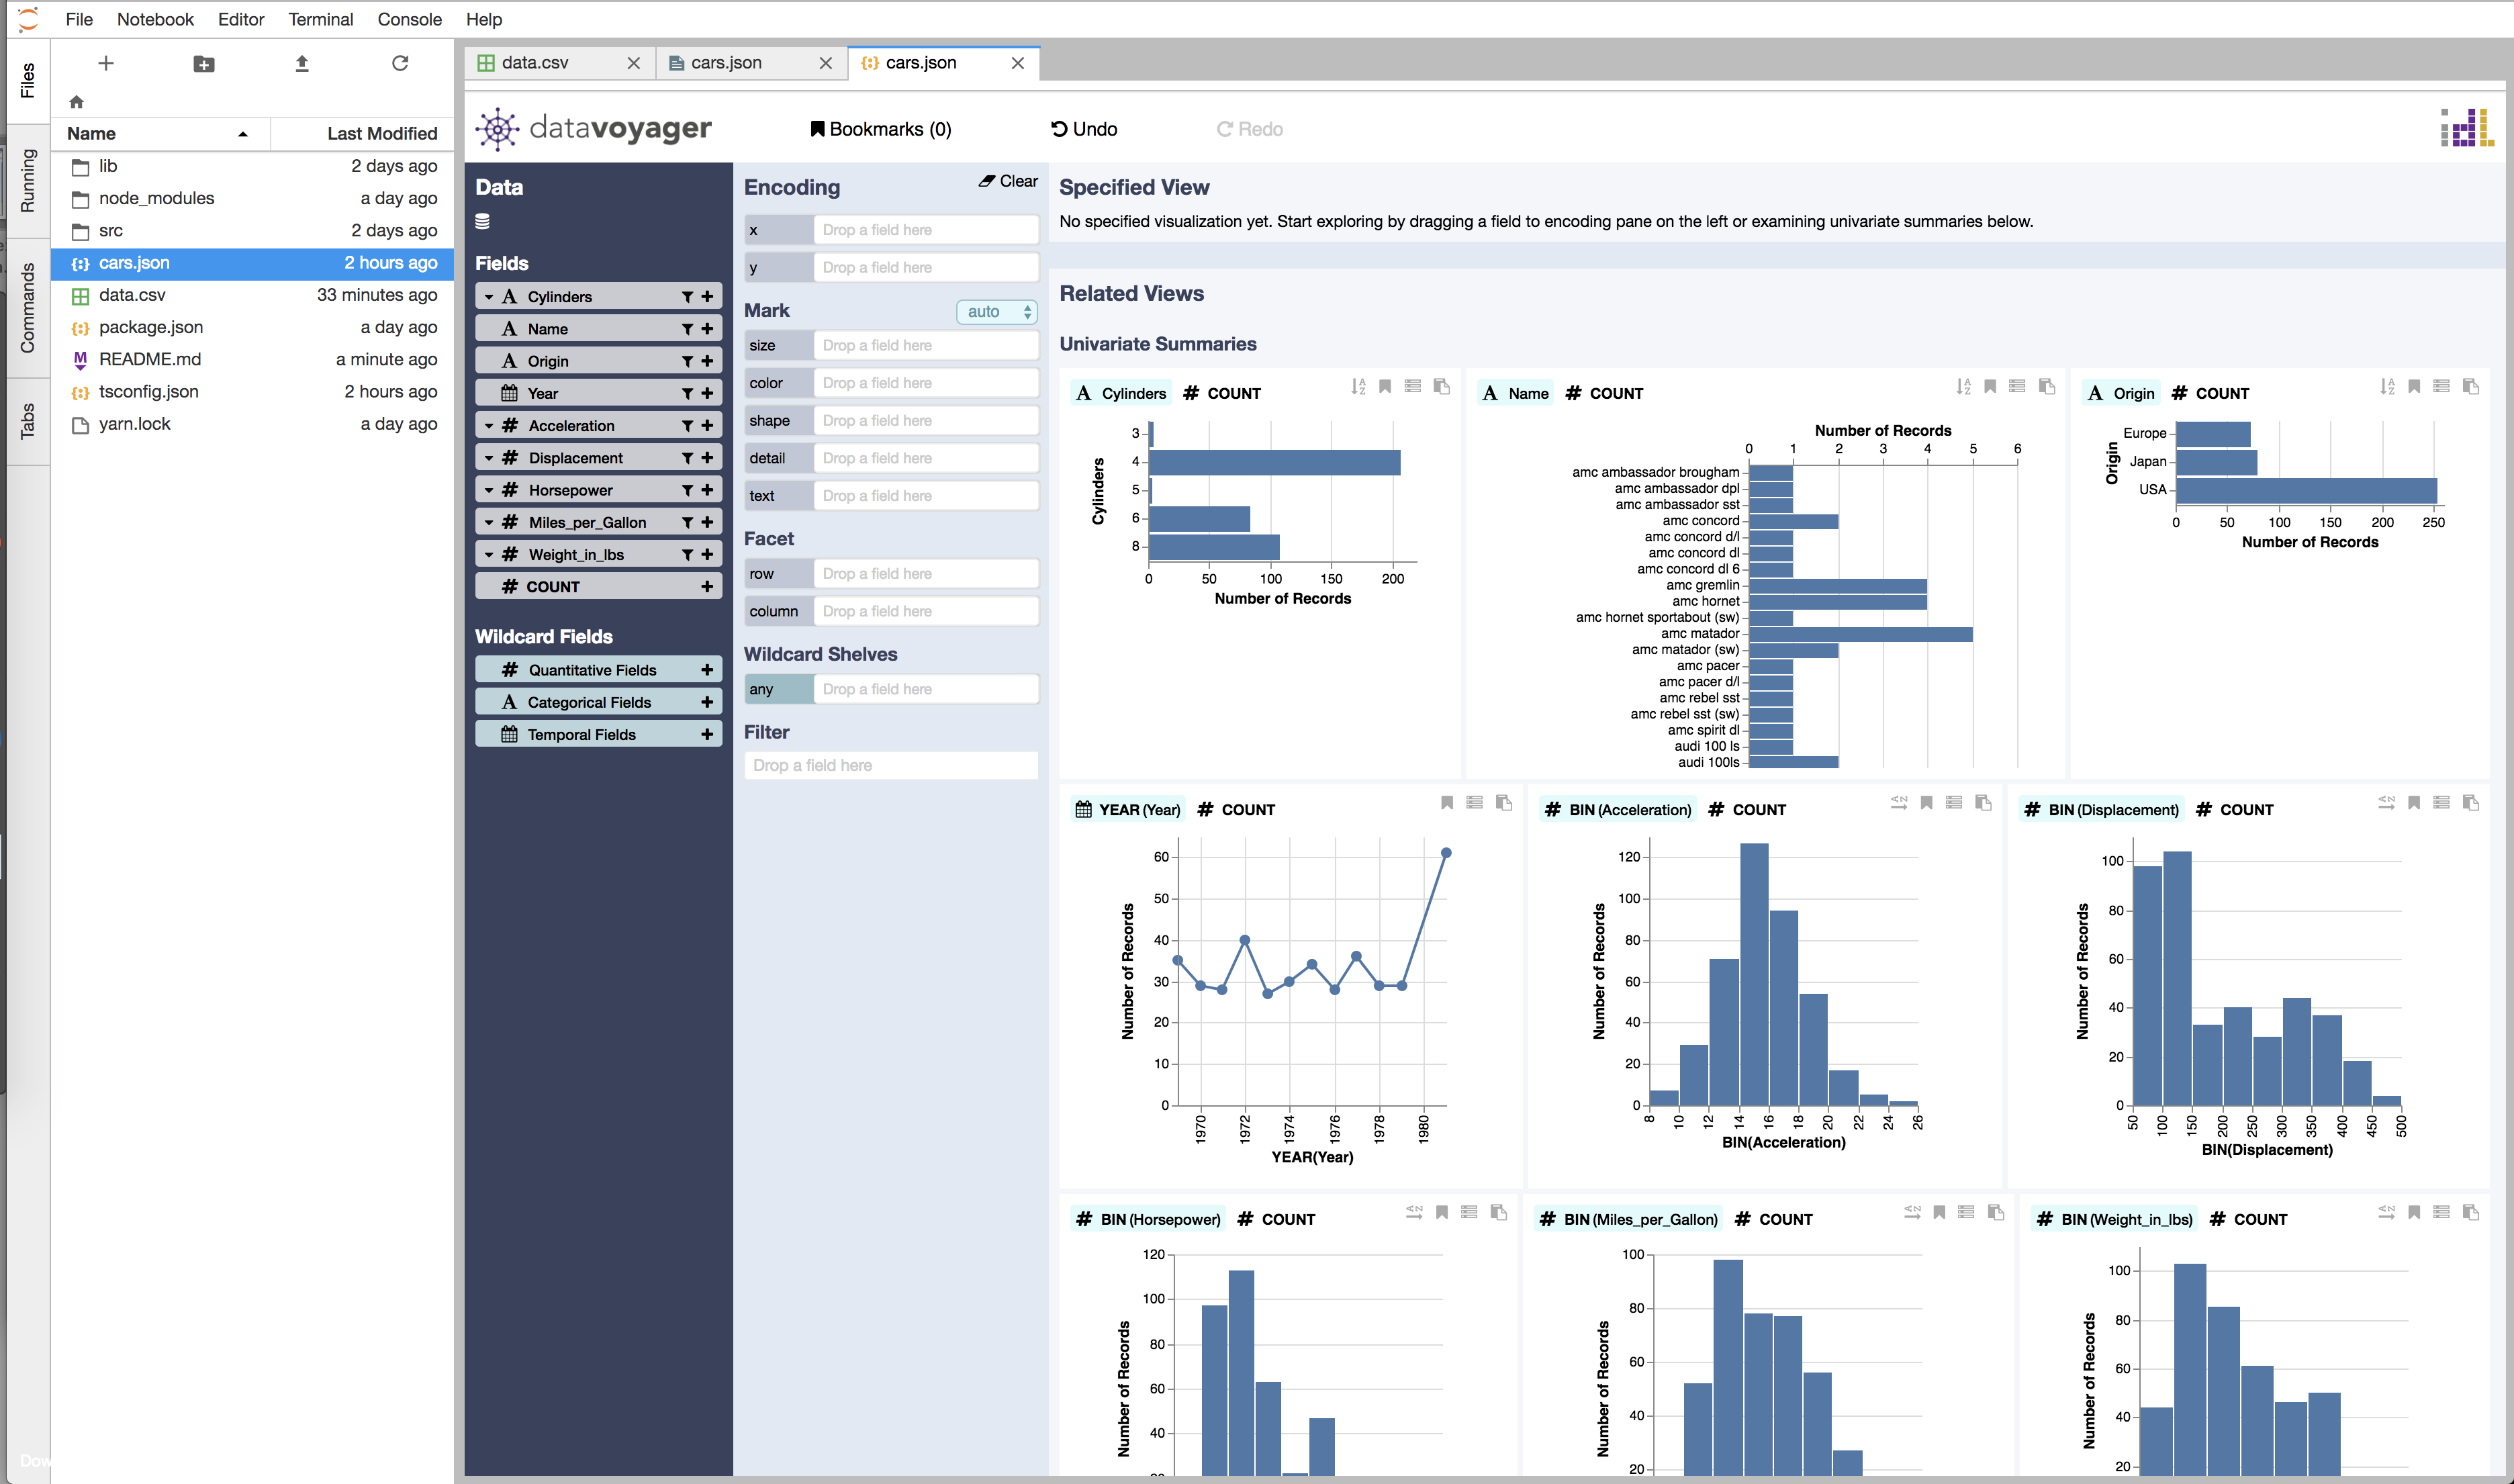 File Notebook Editor Terminal Console Help
Files
Running
Commands
Tabs
Name Last Modified
lib 2 days ago
node_modules a day ago
src 2 days ago
cars.json 2 hours ago
data.csv 33 minutes ago
package.json a day ago
README.md a minute ago
tsconfig.json 2 hours ago
yarn.lock a day ago
data.csv cars.json cars.json
datavoyager Bookmarks (0) Undo Redo
Data
Fields
Cylinders
Name
Origin
Year
Acceleration
Displacement
Horsepower
Miles_per_Gallon
Weight_in_lbs
COUNT
Wildcard Fields
Quantitative Fields
Categorical Fields
Temporal Fields
Encoding Clear
x Drop a field here
y Drop a field here
Mark auto
size Drop a field here
color Drop a field here
shape Drop a field here
detail Drop a field here
text Drop a field here
Facet
row Drop a field here
column Drop a field here
Wildcard Shelves
any Drop a field here
Filter
Drop a field here
Specified View
No specified visualization yet. Start exploring by dragging a field to encoding pane on the left or examining univariate summaries below.
Related Views
Univariate Summaries
Cylinders # COUNT
Cylinders
3
4
5
6
8
0 50 100 150 200
Number of Records
Name # COUNT
Number of Records
0 1 2 3 4 5 6
amc ambassador brougham
amc ambassador dpl
amc ambassador sst
amc concord
amc concord d/l
amc concord dl
amc concord dl 6
amc gremlin
amc hornet
amc hornet sportabout (sw)
amc matador
amc matador (sw)
amc pacer
amc pacer d/l
amc rebel sst
amc rebel sst (sw)
amc spirit dl
audi 100 ls
audi 100ls
Origin # COUNT
Origin
Europe
Japan
USA
0 50 100 150 200 250
Number of Records
YEAR (Year) # COUNT
Number of Records
60
50
40
30
20
10
0
1970 1972 1974 1976 1978 1980
YEAR(Year)
# BIN (Acceleration) # COUNT
Number of Records
120
100
80
60
40
20
0
8 10 12 14 16 18 20 22 24 26
BIN(Acceleration)
# BIN (Displacement) # COUNT
Number of Records
100
80
60
40
20
0
50 100 150 200 250 300 350 400 450 500
BIN(Displacement)
# BIN (Horsepower) # COUNT
Number of Records
120
100
80
60
40
# BIN (Miles_per_Gallon) # COUNT
Number of Records
100
80
60
40
20
# BIN (Weight_in_lbs) # COUNT
Number of Records
100
80
60
40
20